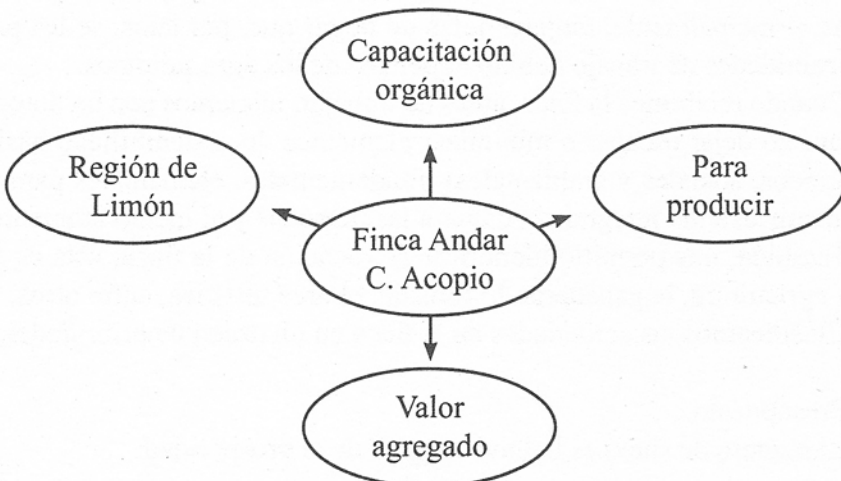 Capacitación
orgánica
Región de
Limón
Para
producir
Finca Andar
C. Acopio
Valor
agregado